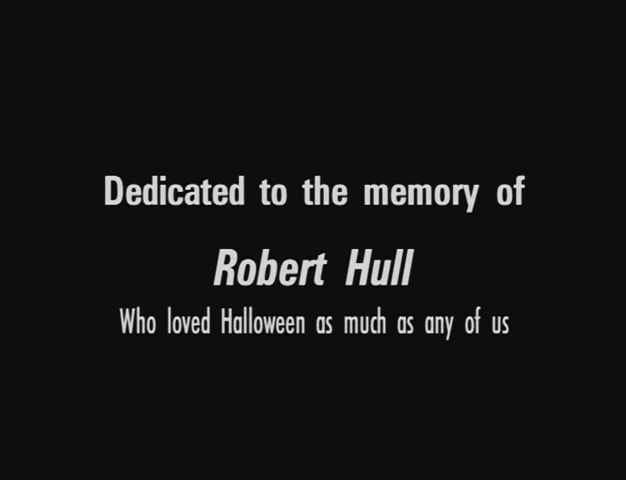 Dedicated to the memory of
Robert Hull
Who loved Halloween as much as any of us